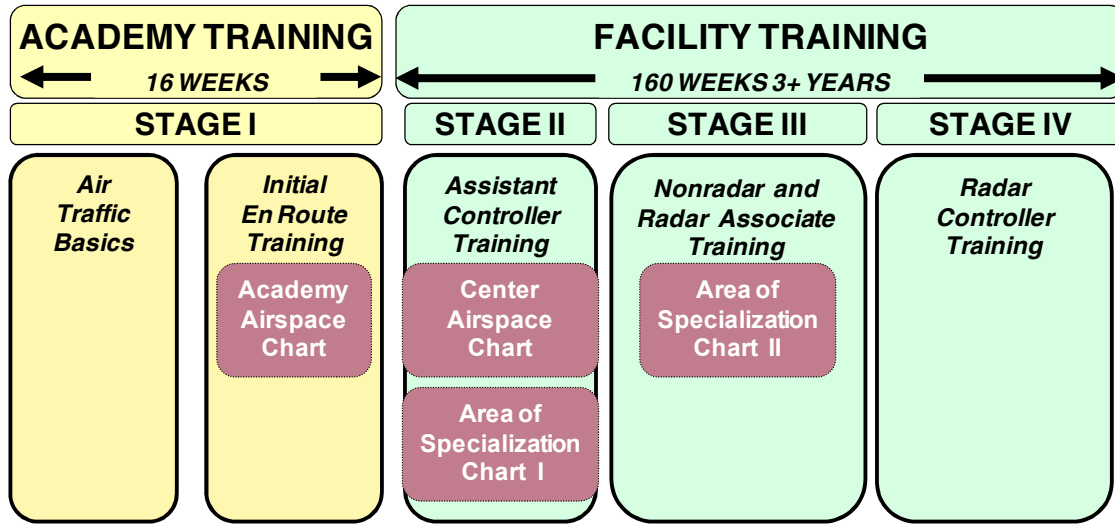 ACADEMY TRAINING
16 WEEKS
FACILITY TRAINING
160 WEEKS 3+ YEARS
STAGE I
STAGE II
STAGE III
STAGE IV
Air
Traffic
Basics
Initial
En Route
Training
Academy
Airspace
Chart
Assistant
Controller
Training
Center
Airspace
Chart
Area of
Specialization
Chart I
Nonradar and
Radar Associate
Training
Area of
Specialization
Chart II
Radar
Controller
Training